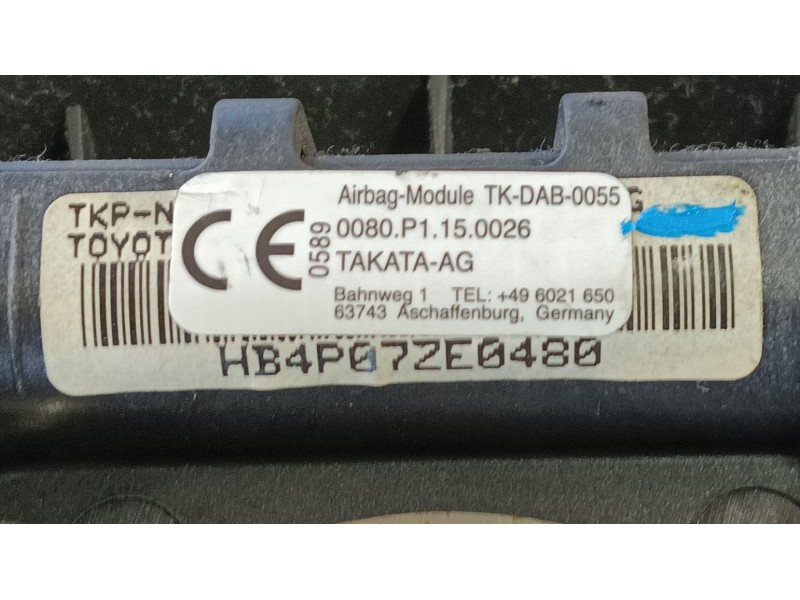 TKP-N
TOYOT
CE 0589
Airbag-Module TK-DAB-0055
0080.P1.15.0026
TAKATA-AG
Bahnweg 1 TEL: +49 6021 650
63743 Aschaffenburg, Germany
G
HB4P07ZE0480